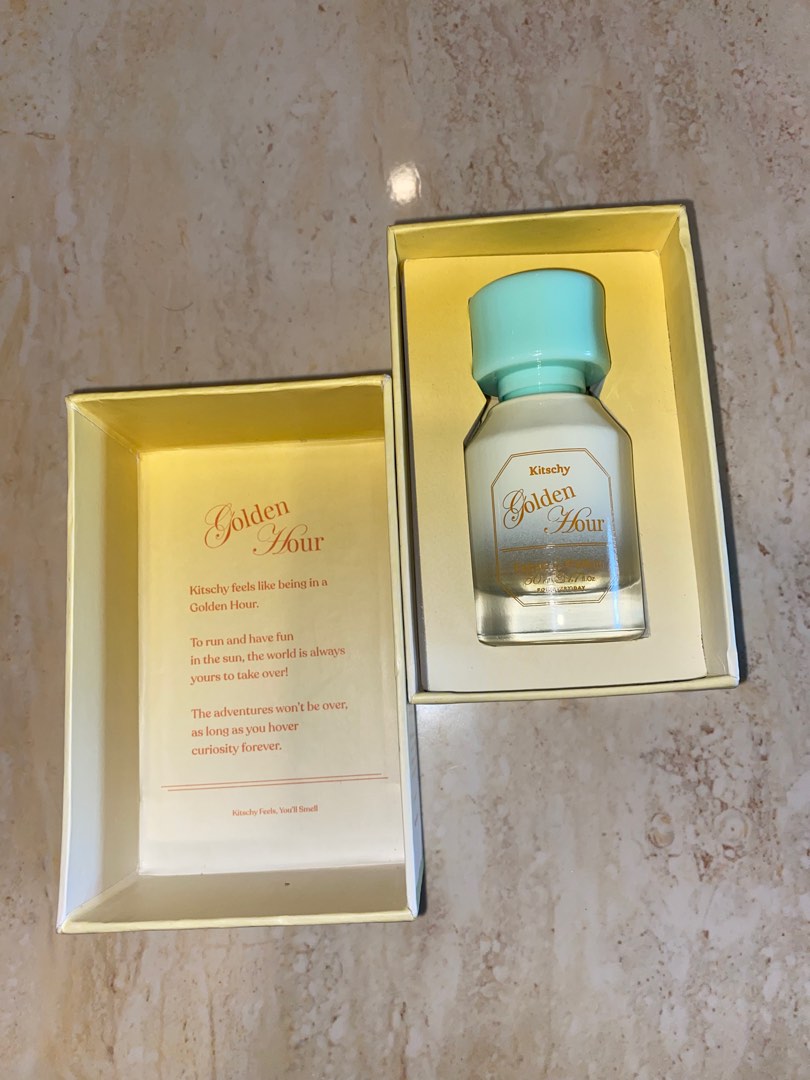 Golden
Hour
Kitschy feels like being in a
Golden Hour.
To run and have fun
in the sun, the world is always
yours to take over!
The adventures won't be over,
as long as you hover
curiosity forever.
Kitschy Feels, You'll Smell
Kitschy
Golden
Hour